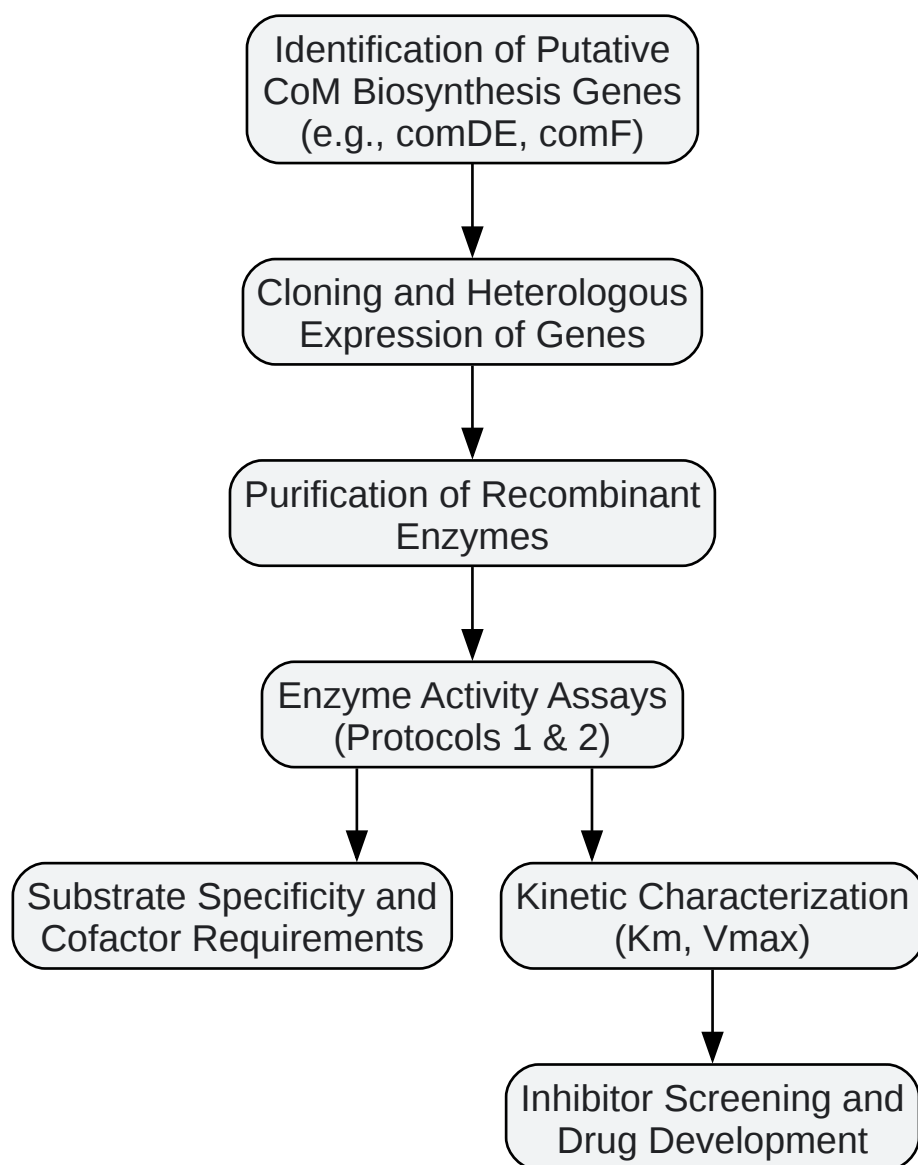 Identification of Putative
CoM Biosynthesis Genes
(e.g., comDE, comF)
Cloning and Heterologous
Expression of Genes
Purification of Recombinant
Enzymes
Enzyme Activity Assays
(Protocols 1 & 2)
Substrate Specificity and
Cofactor Requirements
Kinetic Characterization
(Km, Vmax)
Inhibitor Screening and
Drug Development